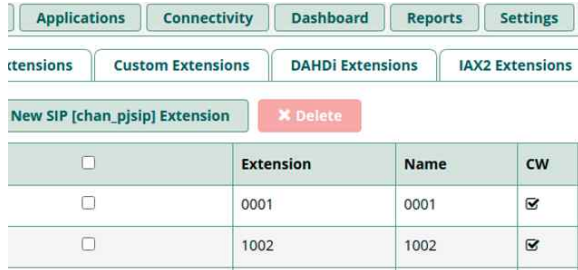 Applications Connectivity Dashboard Reports Settings
xtensions Custom Extensions DAHDi Extensions IAX2 Extensions
New SIP [chan_pjsip] Extension Delete
Extension Name CW
0001 0001
1002 1002